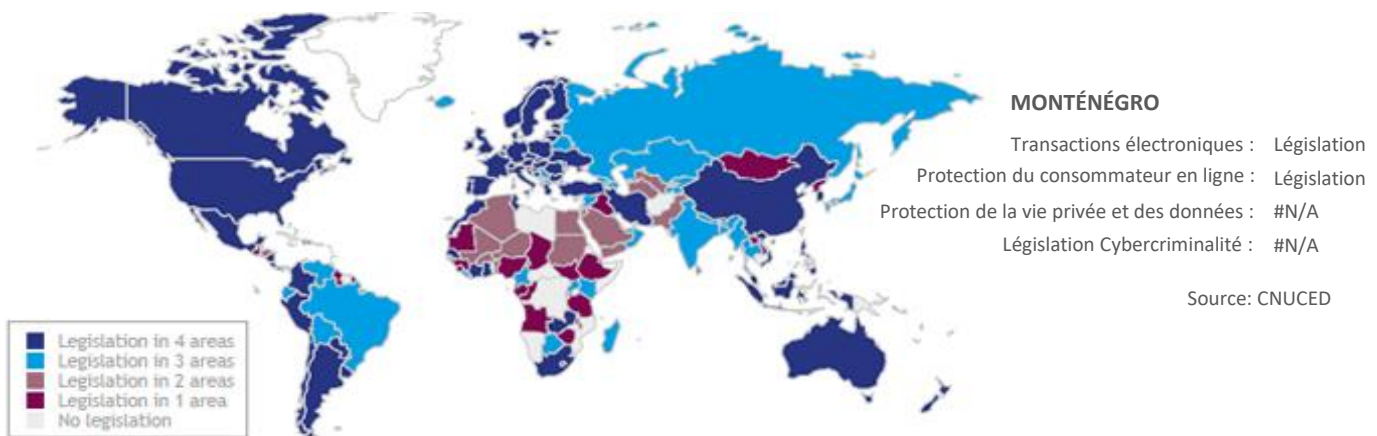 MONTÉNÉGRO
Transactions électroniques : Législation
Protection du consommateur en ligne : Législation
Protection de la vie privée et des données : #N/A
Législation Cybercriminalité : #N/A
Source: CNUCED
Legislation in 4 areas
Legislation in 3 areas
Legislation in 2 areas
Legislation in 1 area
No legislation